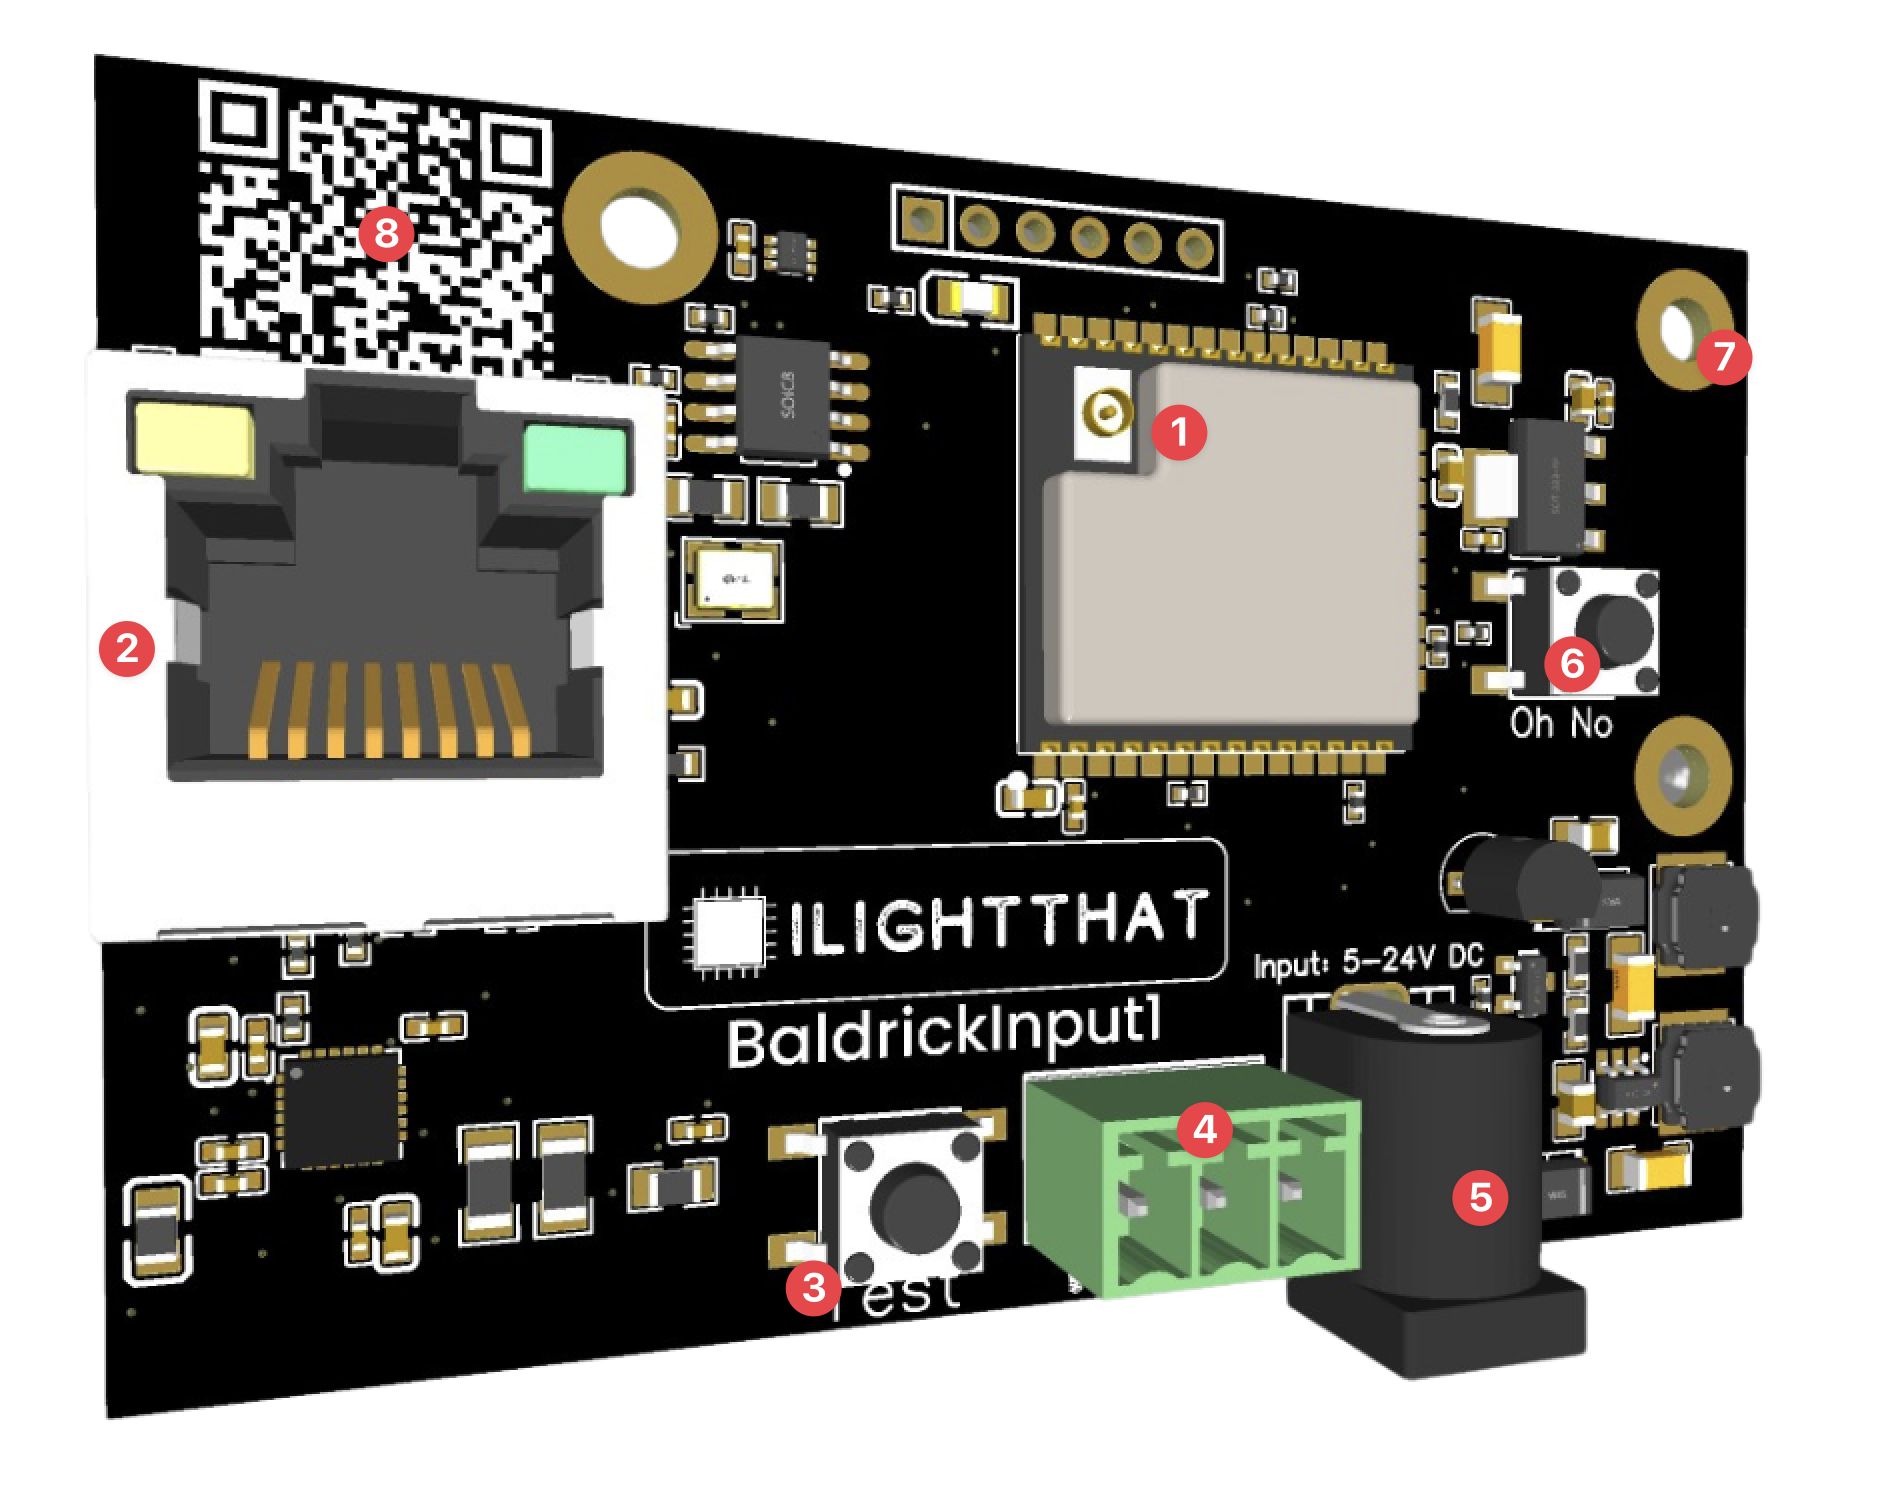 8
7
SOIC8
1
2
6
Oh No
ILIGHTTHAT
Input: 5-24V DC
BaldrickInput1
4
5
3
Test